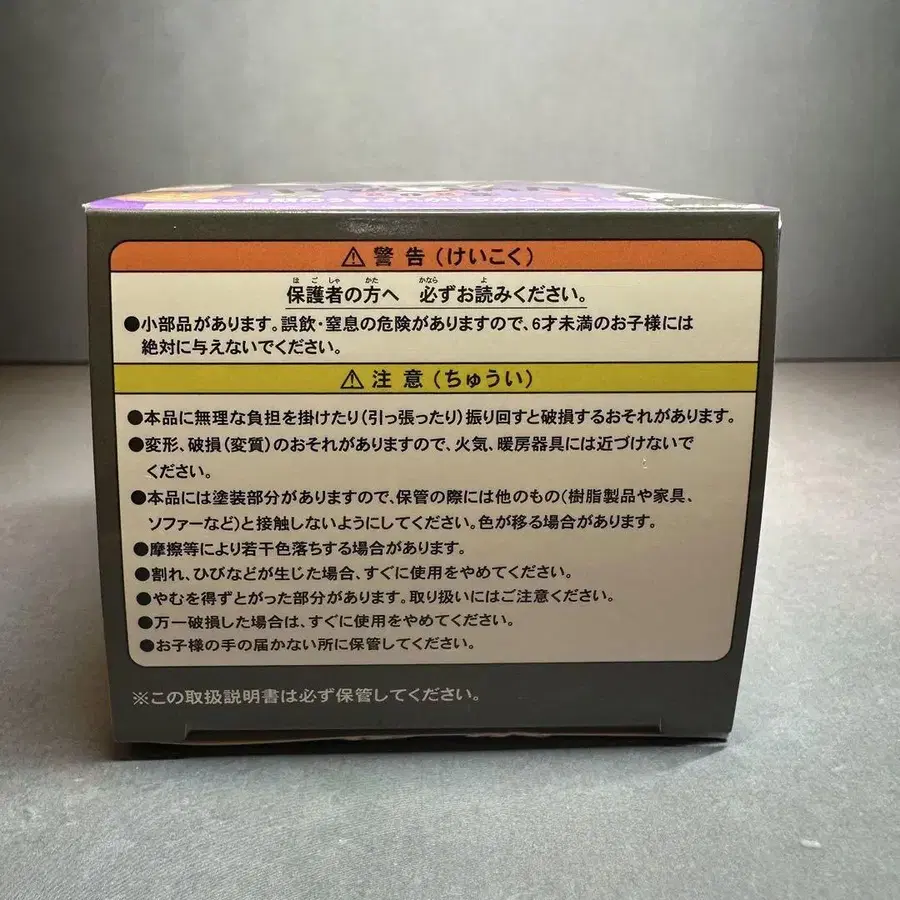 ⚠警告(けいこく)
保護者の方へ 必ずお読みください。
●小部品があります。誤飲・窒息の危険がありますので、6才未満のお子様には
絶対に与えないでください。
⚠注意(ちゅうい)
●本品に無理な負担を掛けたり(引っ張ったり)振り回すと破損するおそれがあります。
●変形、破損(変質)のおそれがありますので、火気、暖房器具には近づけないで
ください。
●本品には塗装部分がありますので、保管の際には他のもの(樹脂製品や家具、
ソファーなど)と接触しないようにしてください。色が移る場合があります。
●摩擦等により若干色落ちする場合があります。
●割れ、ひびなどが生じた場合、すぐに使用をやめてください。
●やむを得ずとがった部分があります。取り扱いにはご注意ください。
●万一破損した場合は、すぐに使用をやめてください。
●お子様の手の届かない所に保管してください。
※この取扱説明書は必ず保管してください。